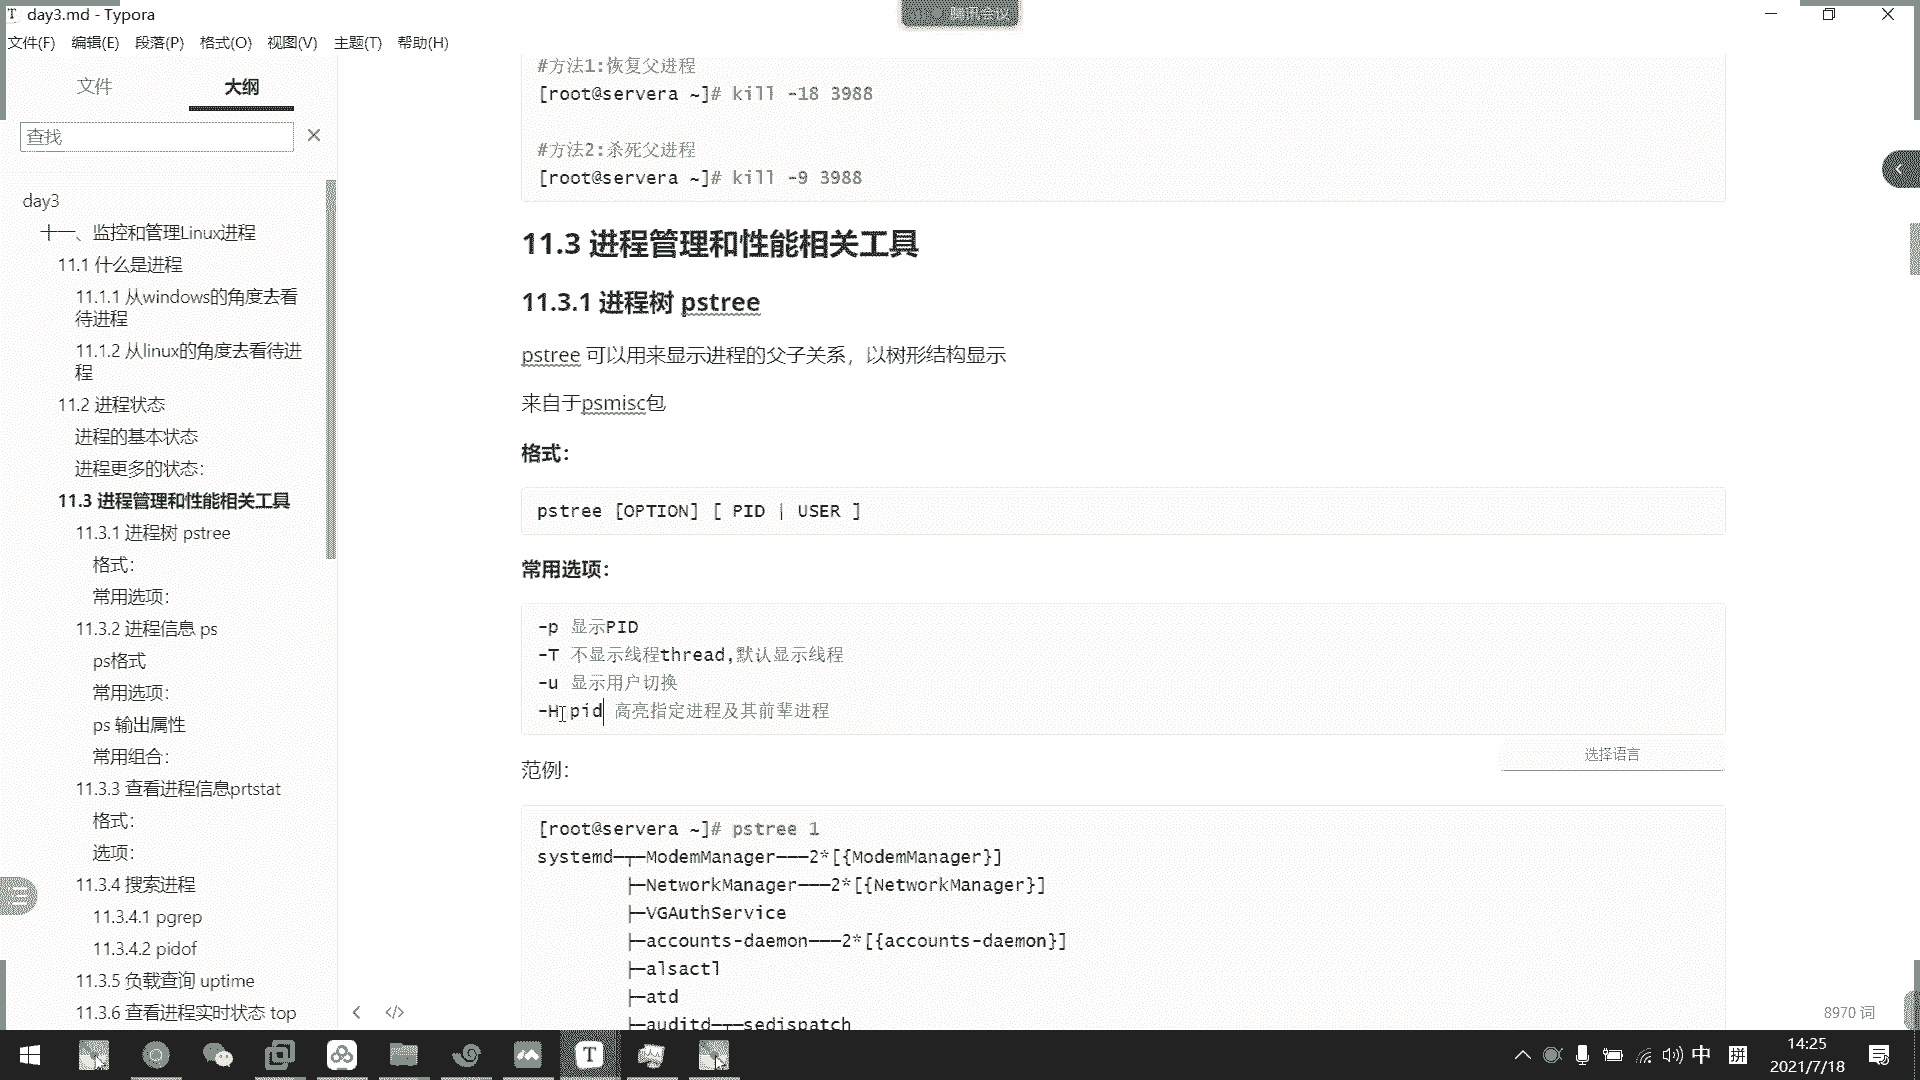 day3.md - Typora
腾讯会议
文件(F) 编辑(E) 段落(P) 格式(O) 视图(V) 主题(T) 帮助(H)
文件 大纲
查找
day3
十一、监控和管理Linux进程
11.1 什么是进程
11.1.1 从windows的角度去看
待进程
11.1.2 从linux的角度去看待进
程
11.2 进程状态
进程的基本状态
进程更多的状态：
11.3 进程管理和性能相关工具
11.3.1 进程树 pstree
格式：
常用选项：
11.3.2 进程信息 ps
ps格式
常用选项：
ps 输出属性
常用组合：
11.3.3 查看进程信息prtstat
格式：
选项：
11.3.4 搜索进程
11.3.4.1 pgrep
11.3.4.2 pidof
11.3.5 负载查询 uptime
11.3.6 查看进程实时状态 top
#方法1:恢复父进程
[root@servera ~]# kill -18 3988
#方法2:杀死父进程
[root@servera ~]# kill -9 3988
11.3 进程管理和性能相关工具
11.3.1 进程树 pstree
pstree 可以用来显示进程的父子关系，以树形结构显示
来自于psmisc包
格式：
pstree [OPTION] [ PID | USER ]
常用选项：
-p 显示PID
-T 不显示线程thread,默认显示线程
-u 显示用户切换
-H pid 高亮指定进程及其前辈进程
选择语言
范例：
[root@servera ~]# pstree 1
systemd─┬─ModemManager───2*[{ModemManager}]
├─NetworkManager───2*[{NetworkManager}]
├─VGAuthService
├─accounts-daemon───2*[{accounts-daemon}]
├─alsactl
├─atd
├─auditd─┬─sedispatch
8970 词
中 拼
14:25
2021/7/18